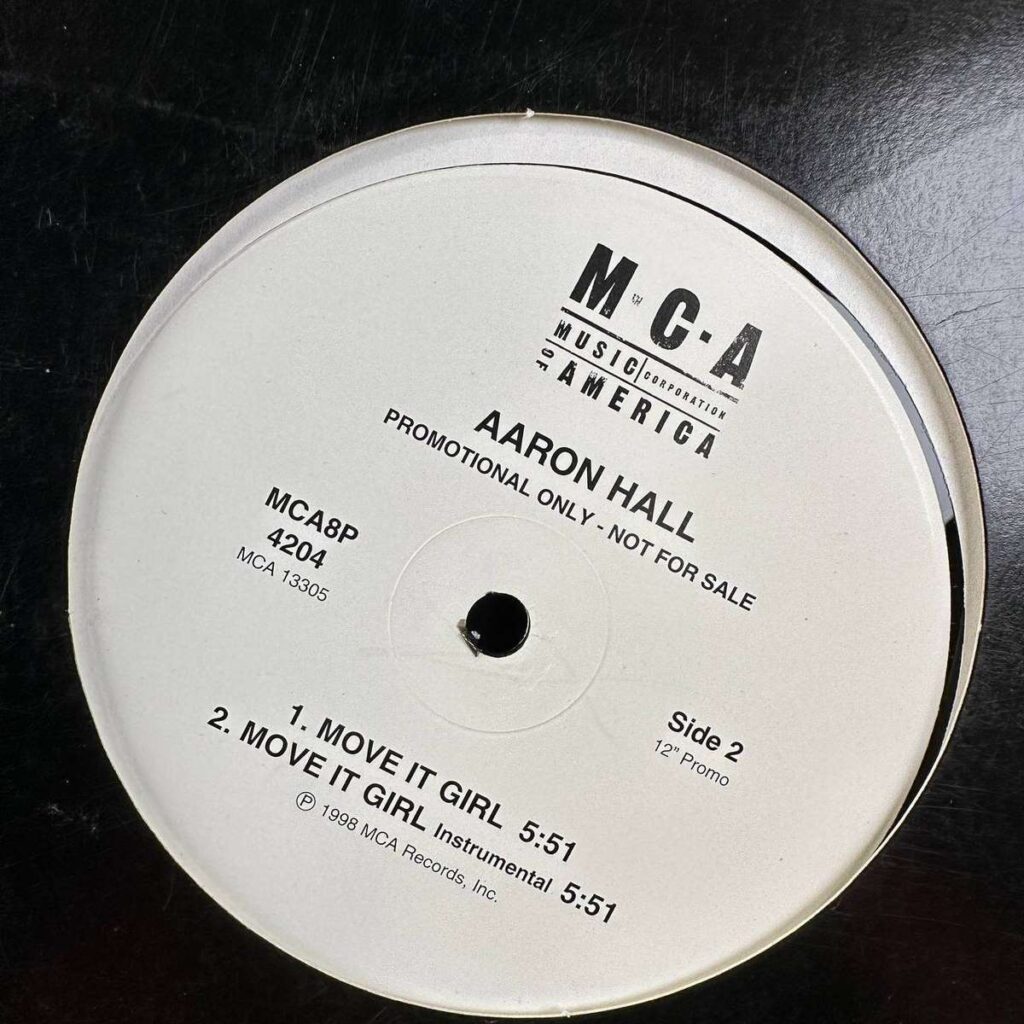 M·C·A
MUSIC CORPORATION
OF AMERICA
AARON HALL
PROMOTIONAL ONLY - NOT FOR SALE
MCA8P
4204
MCA 13305
Side 2
12" Promo
1. MOVE IT GIRL 5:51
2. MOVE IT GIRL Instrumental 5:51
℗ 1998 MCA Records, Inc.